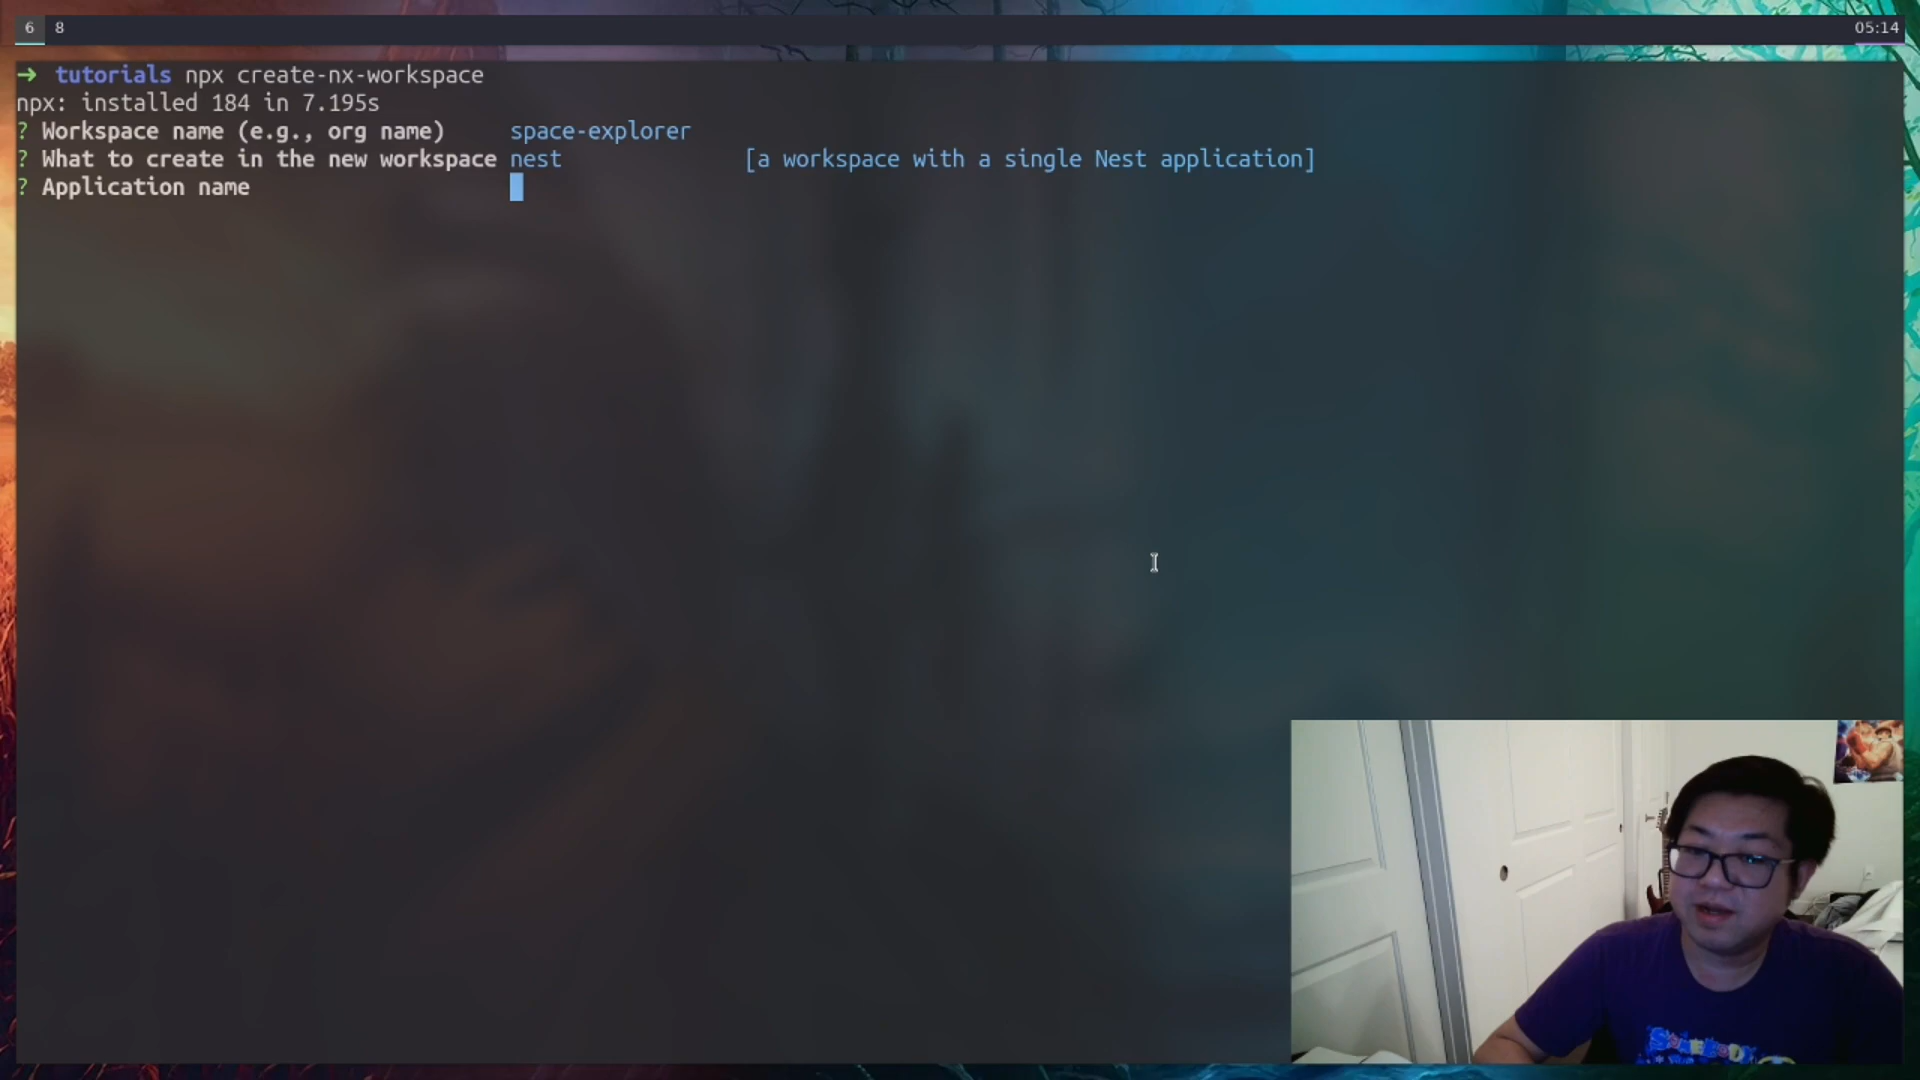 6 8 05:14
➜ tutorials npx create-nx-workspace
npx: installed 184 in 7.195s
? Workspace name (e.g., org name) space-explorer
? What to create in the new workspace nest [a workspace with a single Nest application]
? Application name
SOMEBODY